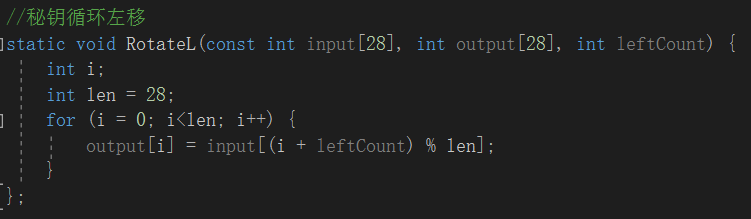 //秘钥循环左移
static void RotateL(const int input[28], int output[28], int leftCount) {
int i;
int len = 28;
for (i = 0; i<len; i++) {
output[i] = input[(i + leftCount) % len];
}
};